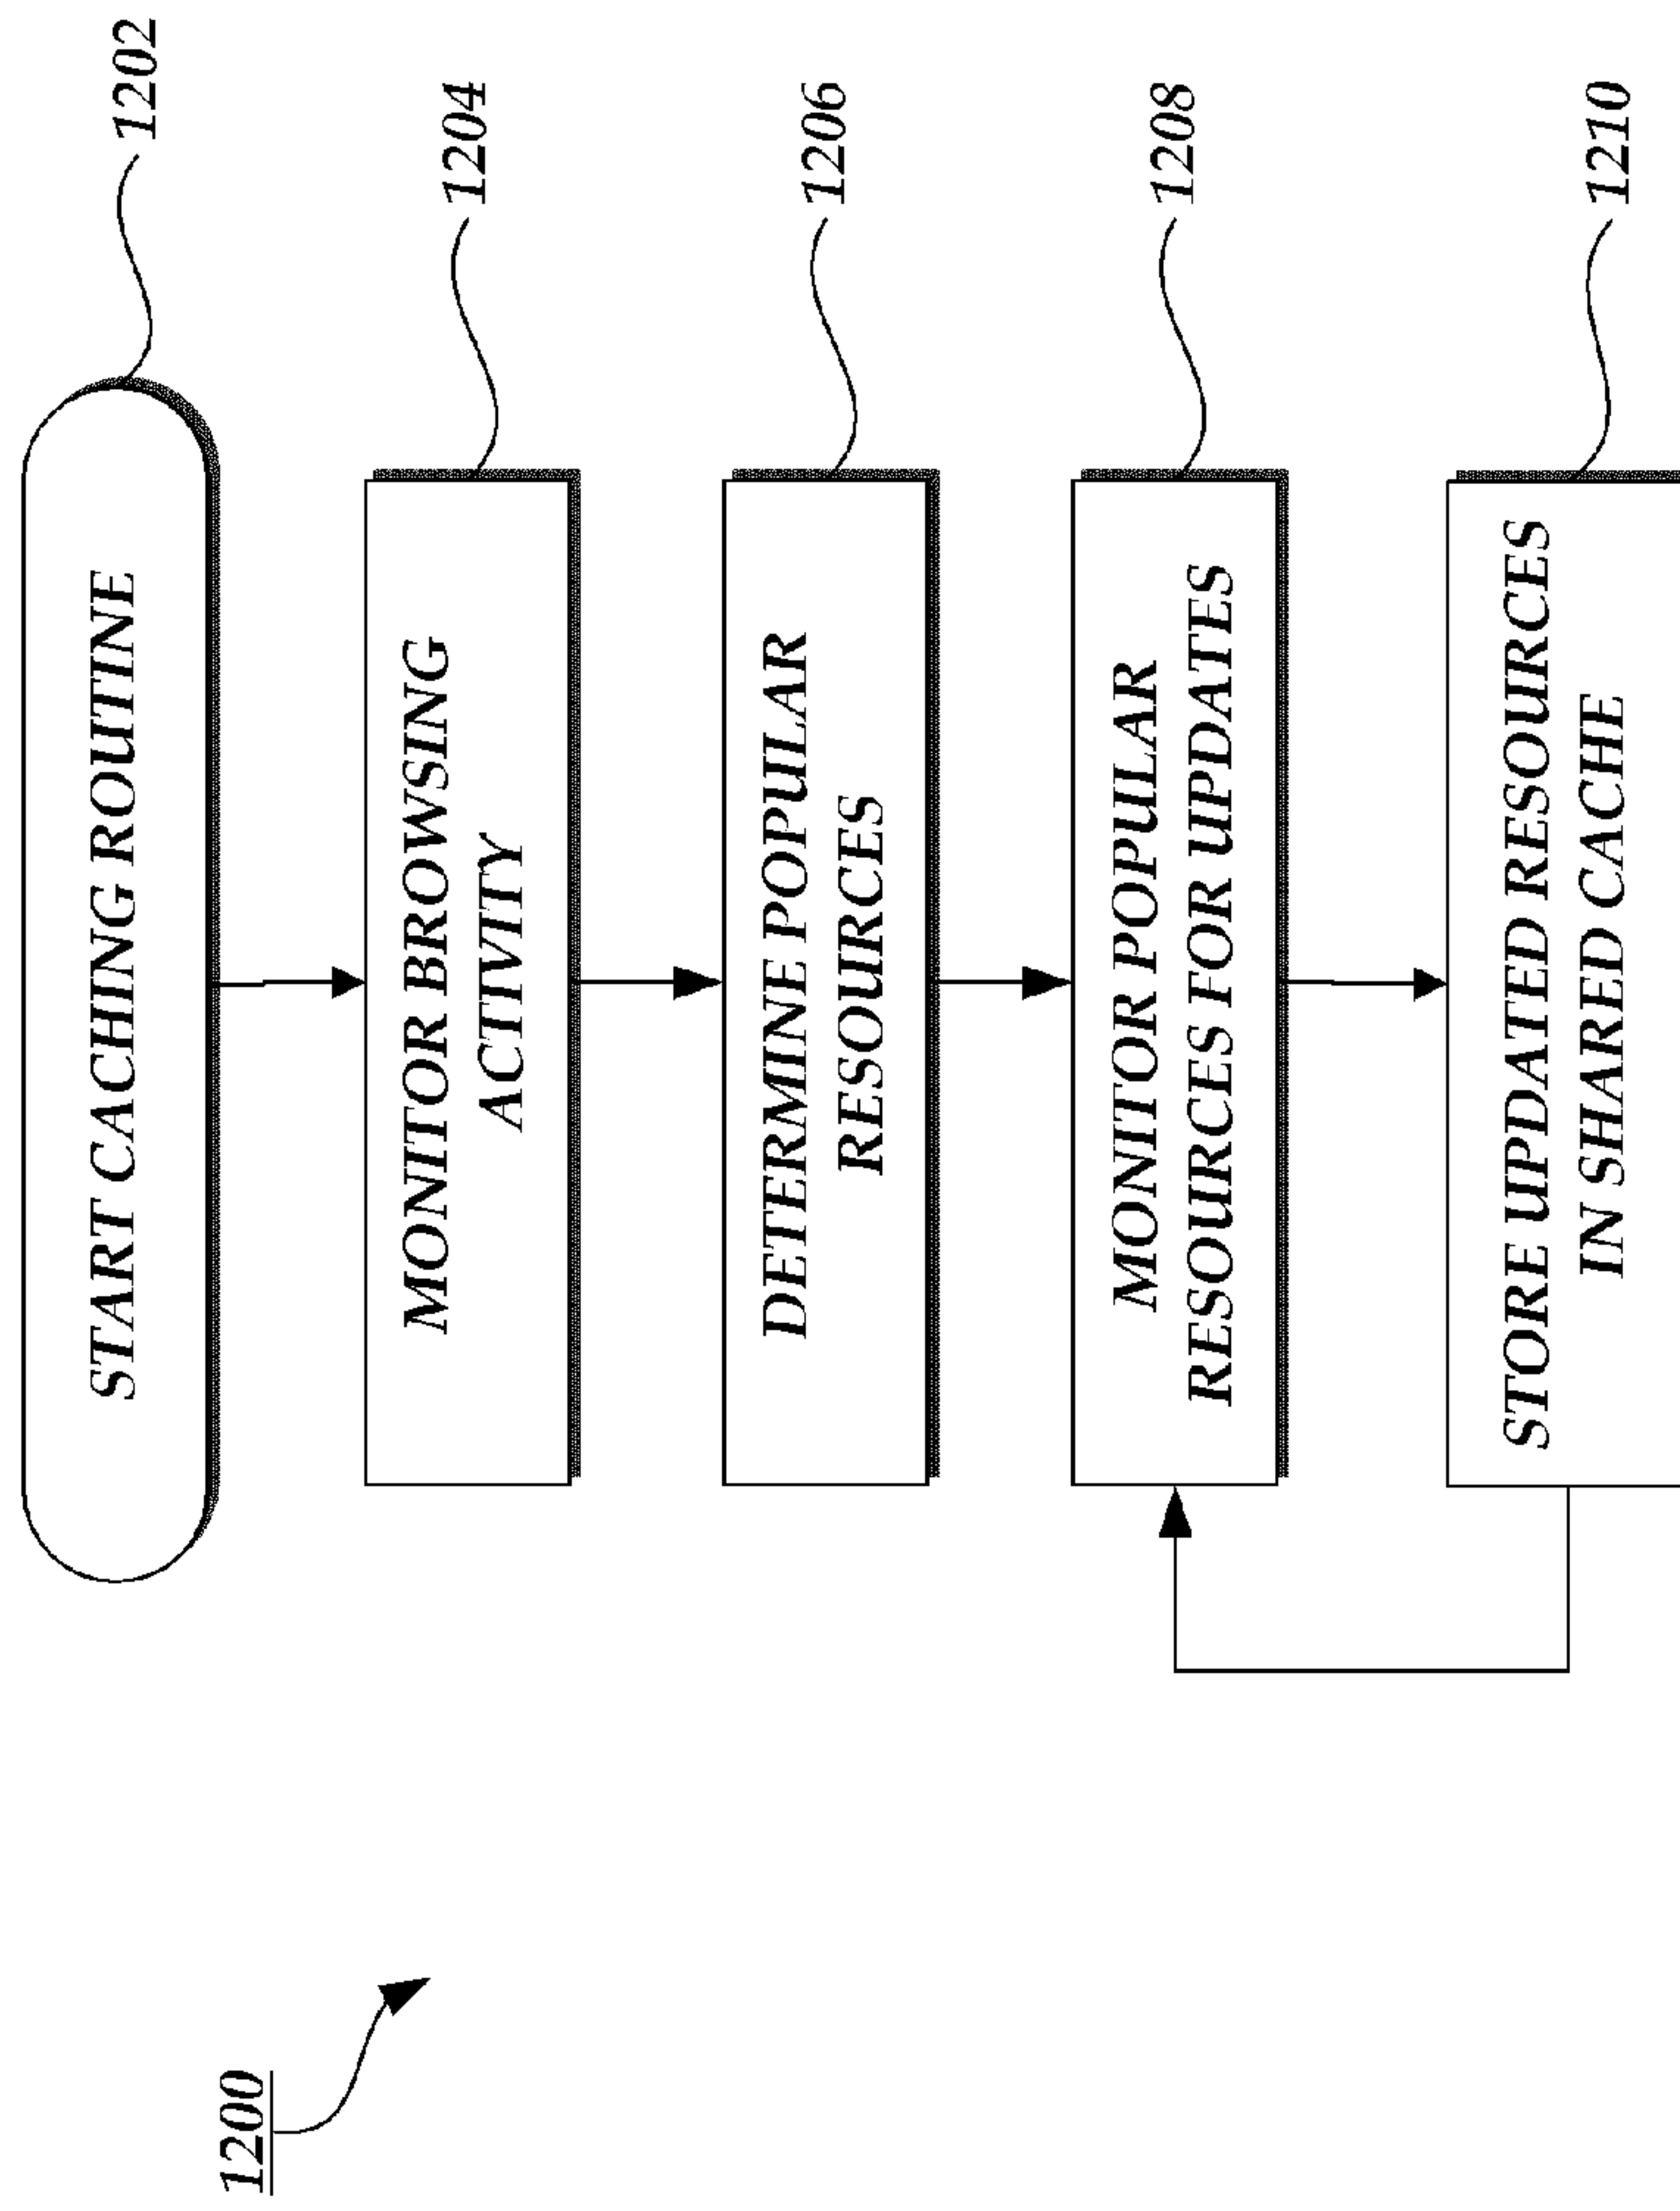 1200
START CACHING ROUTINE
1202
MONITOR BROWSING
ACTIVITY
1204
DETERMINE POPULAR
RESOURCES
1206
MONITOR POPULAR
RESOURCES FOR UPDATES
1208
STORE UPDATED RESOURCES
IN SHARED CACHE
1210